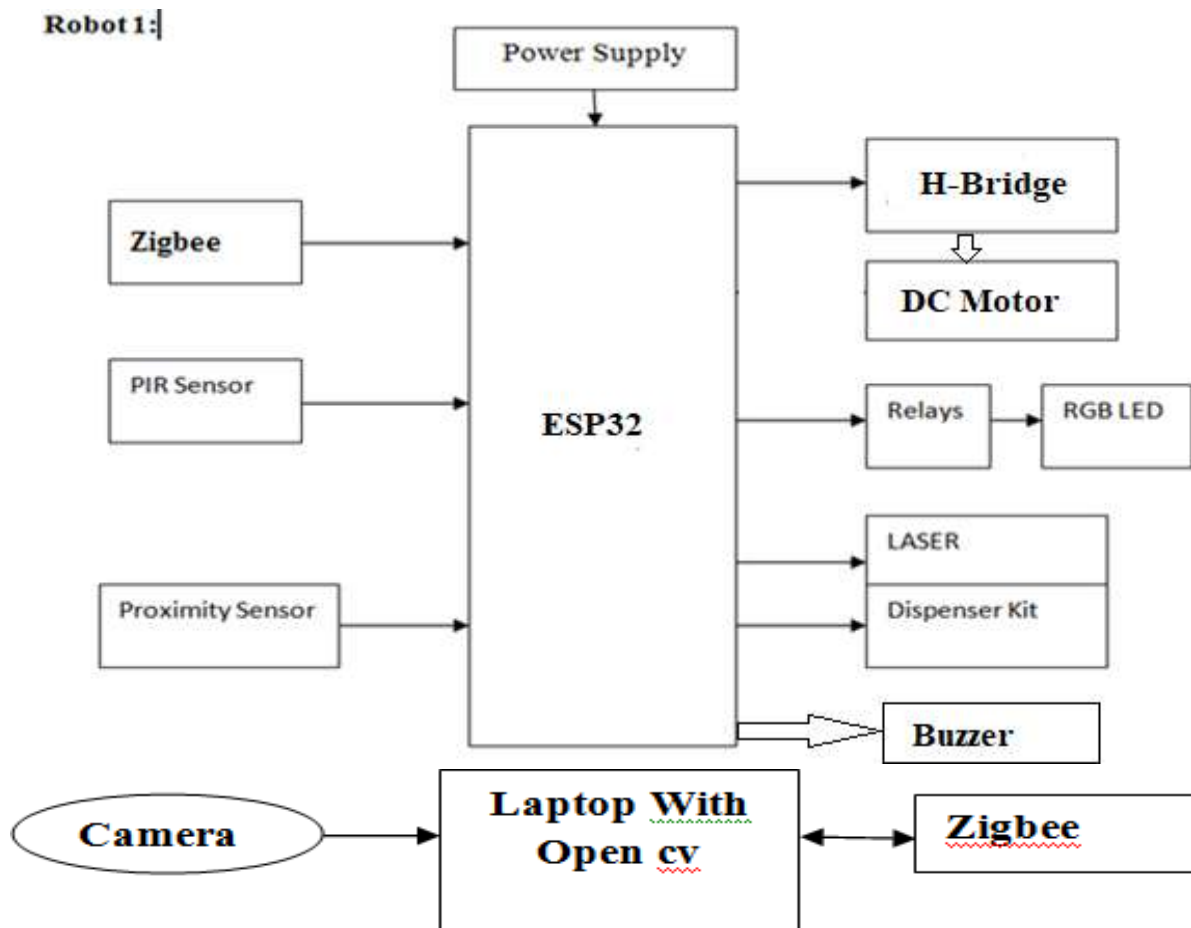 Robot 1:
Power Supply
H-Bridge
Zigbee
DC Motor
PIR Sensor
ESP32
Relays
RGB LED
LASER
Proximity Sensor
Dispenser Kit
Buzzer
Camera
Laptop With
Open cv
Zigbee